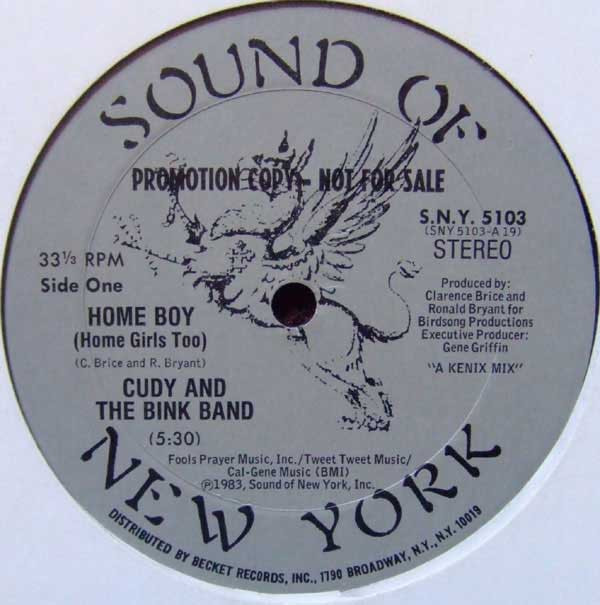 SOUND OF
PROMOTION COPY - NOT FOR SALE
S.N.Y. 5103
(SNY 5103-A 19)
STEREO
33⅓ RPM
Side One
HOME BOY
(Home Girls Too)
(C. Brice and R. Bryant)
CUDY AND
THE BINK BAND
(5:30)
Produced by:
Clarence Brice and
Ronald Bryant for
Birdsong Productions
Executive Producer:
Gene Griffin
"A KENIX MIX"
Fools Prayer Music, Inc./Tweet Tweet Music/
Cal-Gene Music (BMI)
℗1983, Sound of New York, Inc.
NEW YORK
DISTRIBUTED BY BECKET RECORDS, INC., 1790 BROADWAY, N.Y., N.Y. 10019